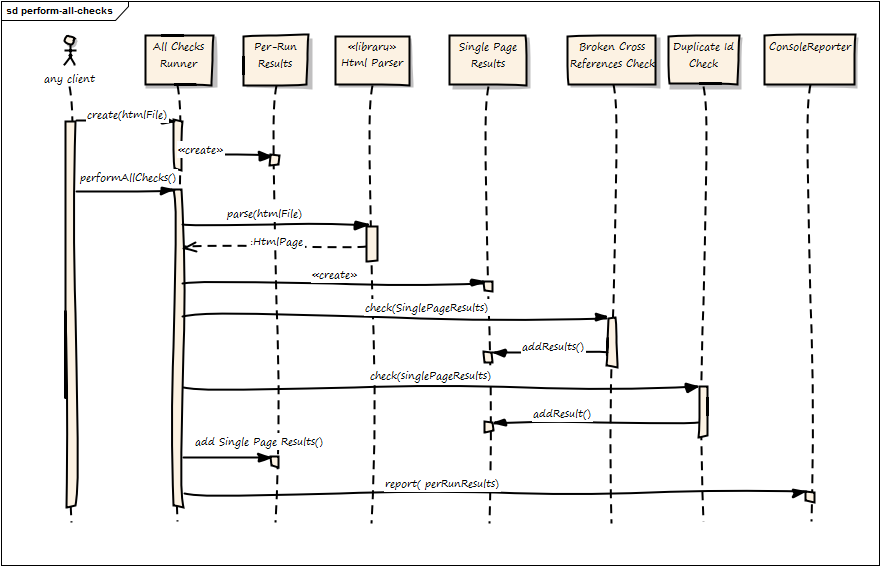 sd perform-all-checks
any client
All Checks
Runner
Per-Run
Results
«library»
Html Parser
Single Page
Results
Broken Cross
References Check
Duplicate Id
Check
ConsoleReporter
create(htmlFile)
«create»
performAllChecks()
parse(htmlFile)
:HtmlPage
«create»
check(SinglePageResults)
addResults()
check(singlePageResults)
addResult()
add Single Page Results()
report( perRunResults)